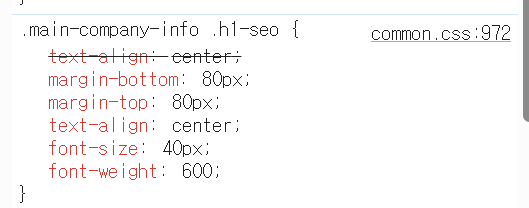 }
.main-company-info .h1-seo {
common.css:972
text-align: center;
margin-bottom: 80px;
margin-top: 80px;
text-align: center;
font-size: 40px;
font-weight: 600;
}